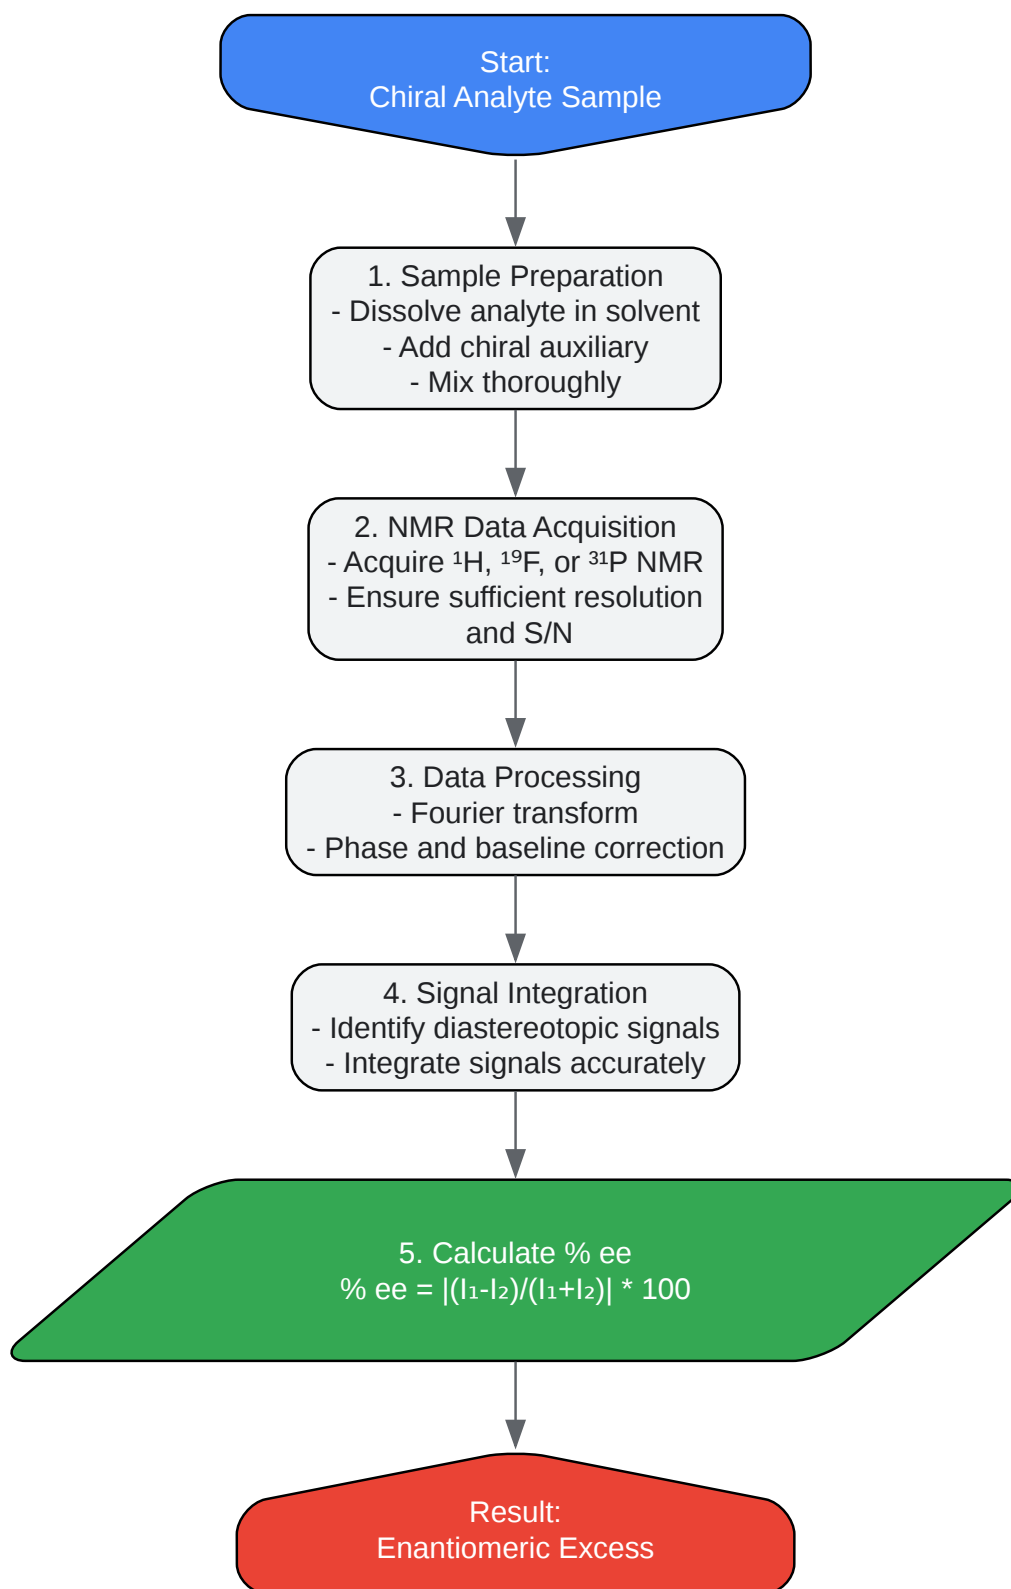 Start:
Chiral Analyte Sample
1. Sample Preparation
- Dissolve analyte in solvent
- Add chiral auxiliary
- Mix thoroughly
2. NMR Data Acquisition
- Acquire ¹H, ¹⁹F, or ³¹P NMR
- Ensure sufficient resolution
and S/N
3. Data Processing
- Fourier transform
- Phase and baseline correction
4. Signal Integration
- Identify diastereotopic signals
- Integrate signals accurately
5. Calculate % ee
% ee = |(I₁-I₂)/(I₁+I₂)| * 100
Result:
Enantiomeric Excess